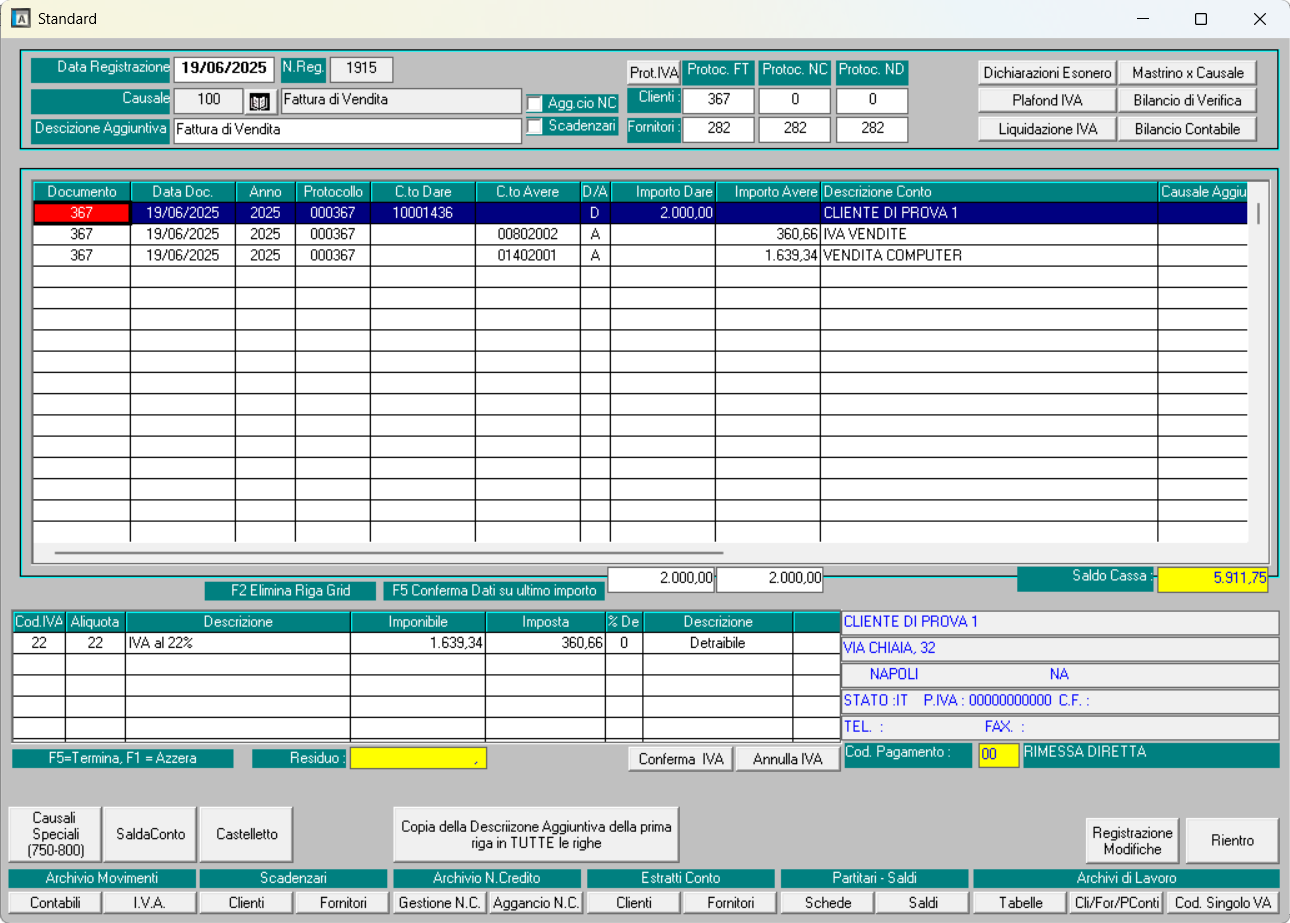 Standard
Data Registrazione 19/06/2025 N.Reg. 1915
Prot.IVA Protoc. FT Protoc. NC Protoc. ND
Dichiarazioni Esonero Mastrino x Causale
Causale 100 Fattura di Vendita Agg.cio NC
Clienti : 367 0 0
Plafond IVA Bilancio di Verifica
Descizione Aggiuntiva Fattura di Vendita Scadenzari
Fornitori : 282 282 282
Liquidazione IVA Bilancio Contabile
Documento Data Doc. Anno Protocollo C.to Dare C.to Avere D/A Importo Dare Importo Avere Descrizione Conto Causale Aggiu
367 19/06/2025 2025 000367 10001436 D 2.000,00 CLIENTE DI PROVA 1
367 19/06/2025 2025 000367 00802002 A 360,66 IVA VENDITE
367 19/06/2025 2025 000367 01402001 A 1.639,34 VENDITA COMPUTER
F2 Elimina Riga Grid F5 Conferma Dati su ultimo importo 2.000,00 2.000,00 Saldo Cassa : 5.911,75
Cod.IVA Aliquota Descrizione Imponibile Imposta % De Descrizione
22 22 IVA al 22% 1.639,34 360,66 0 Detraibile
CLIENTE DI PROVA 1
VIA CHIAIA, 32
NAPOLI NA
STATO :IT P.IVA : 00000000000 C.F. :
TEL. : FAX. :
F5=Termina, F1 = Azzera Residuo : , Conferma IVA Annulla IVA Cod. Pagamento : 00 RIMESSA DIRETTA
Causali
Speciali
(750-800)
SaldaConto
Castelletto
Copia della Descriizone Aggiuntiva della prima
riga in TUTTE le righe
Registrazione
Modifiche
Rientro
Archivio Movimenti Scadenzari Archivio N.Credito Estratti Conto Partitari - Saldi Archivi di Lavoro
Contabili I.V.A. Clienti Fornitori Gestione N.C. Aggancio N.C. Clienti Fornitori Schede Saldi Tabelle Cli/For/PConti Cod. Singolo VA